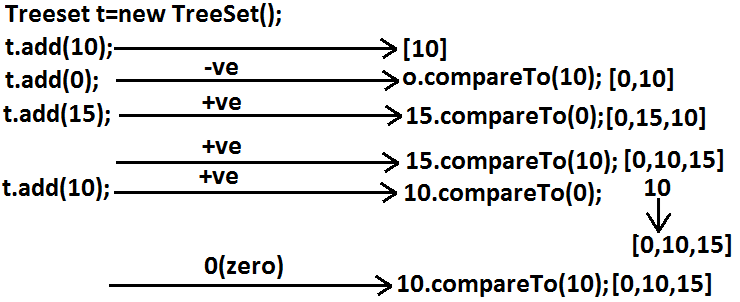 Treeset t=new TreeSet();
t.add(10); [10]
t.add(0); -ve o.compareTo(10); [0,10]
t.add(15); +ve 15.compareTo(0);[0,15,10]
+ve 15.compareTo(10); [0,10,15]
t.add(10); +ve 10.compareTo(0); 10
[0,10,15]
0(zero) 10.compareTo(10);[0,10,15]